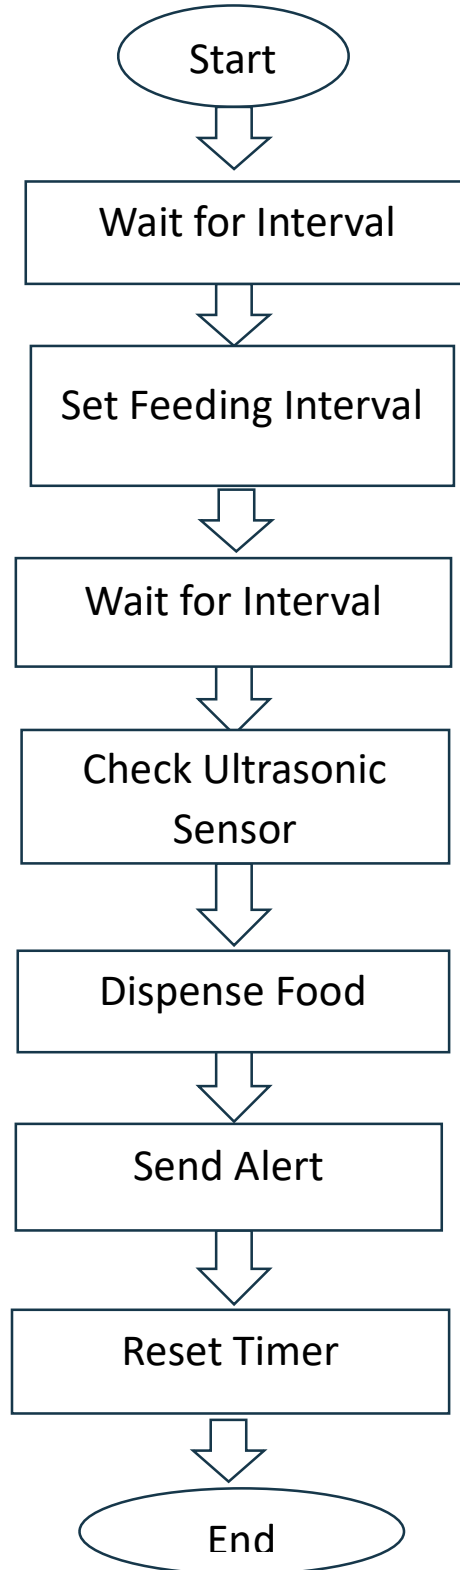 Start
Wait for Interval
Set Feeding Interval
Wait for Interval
Check Ultrasonic
Sensor
Dispense Food
Send Alert
Reset Timer
End